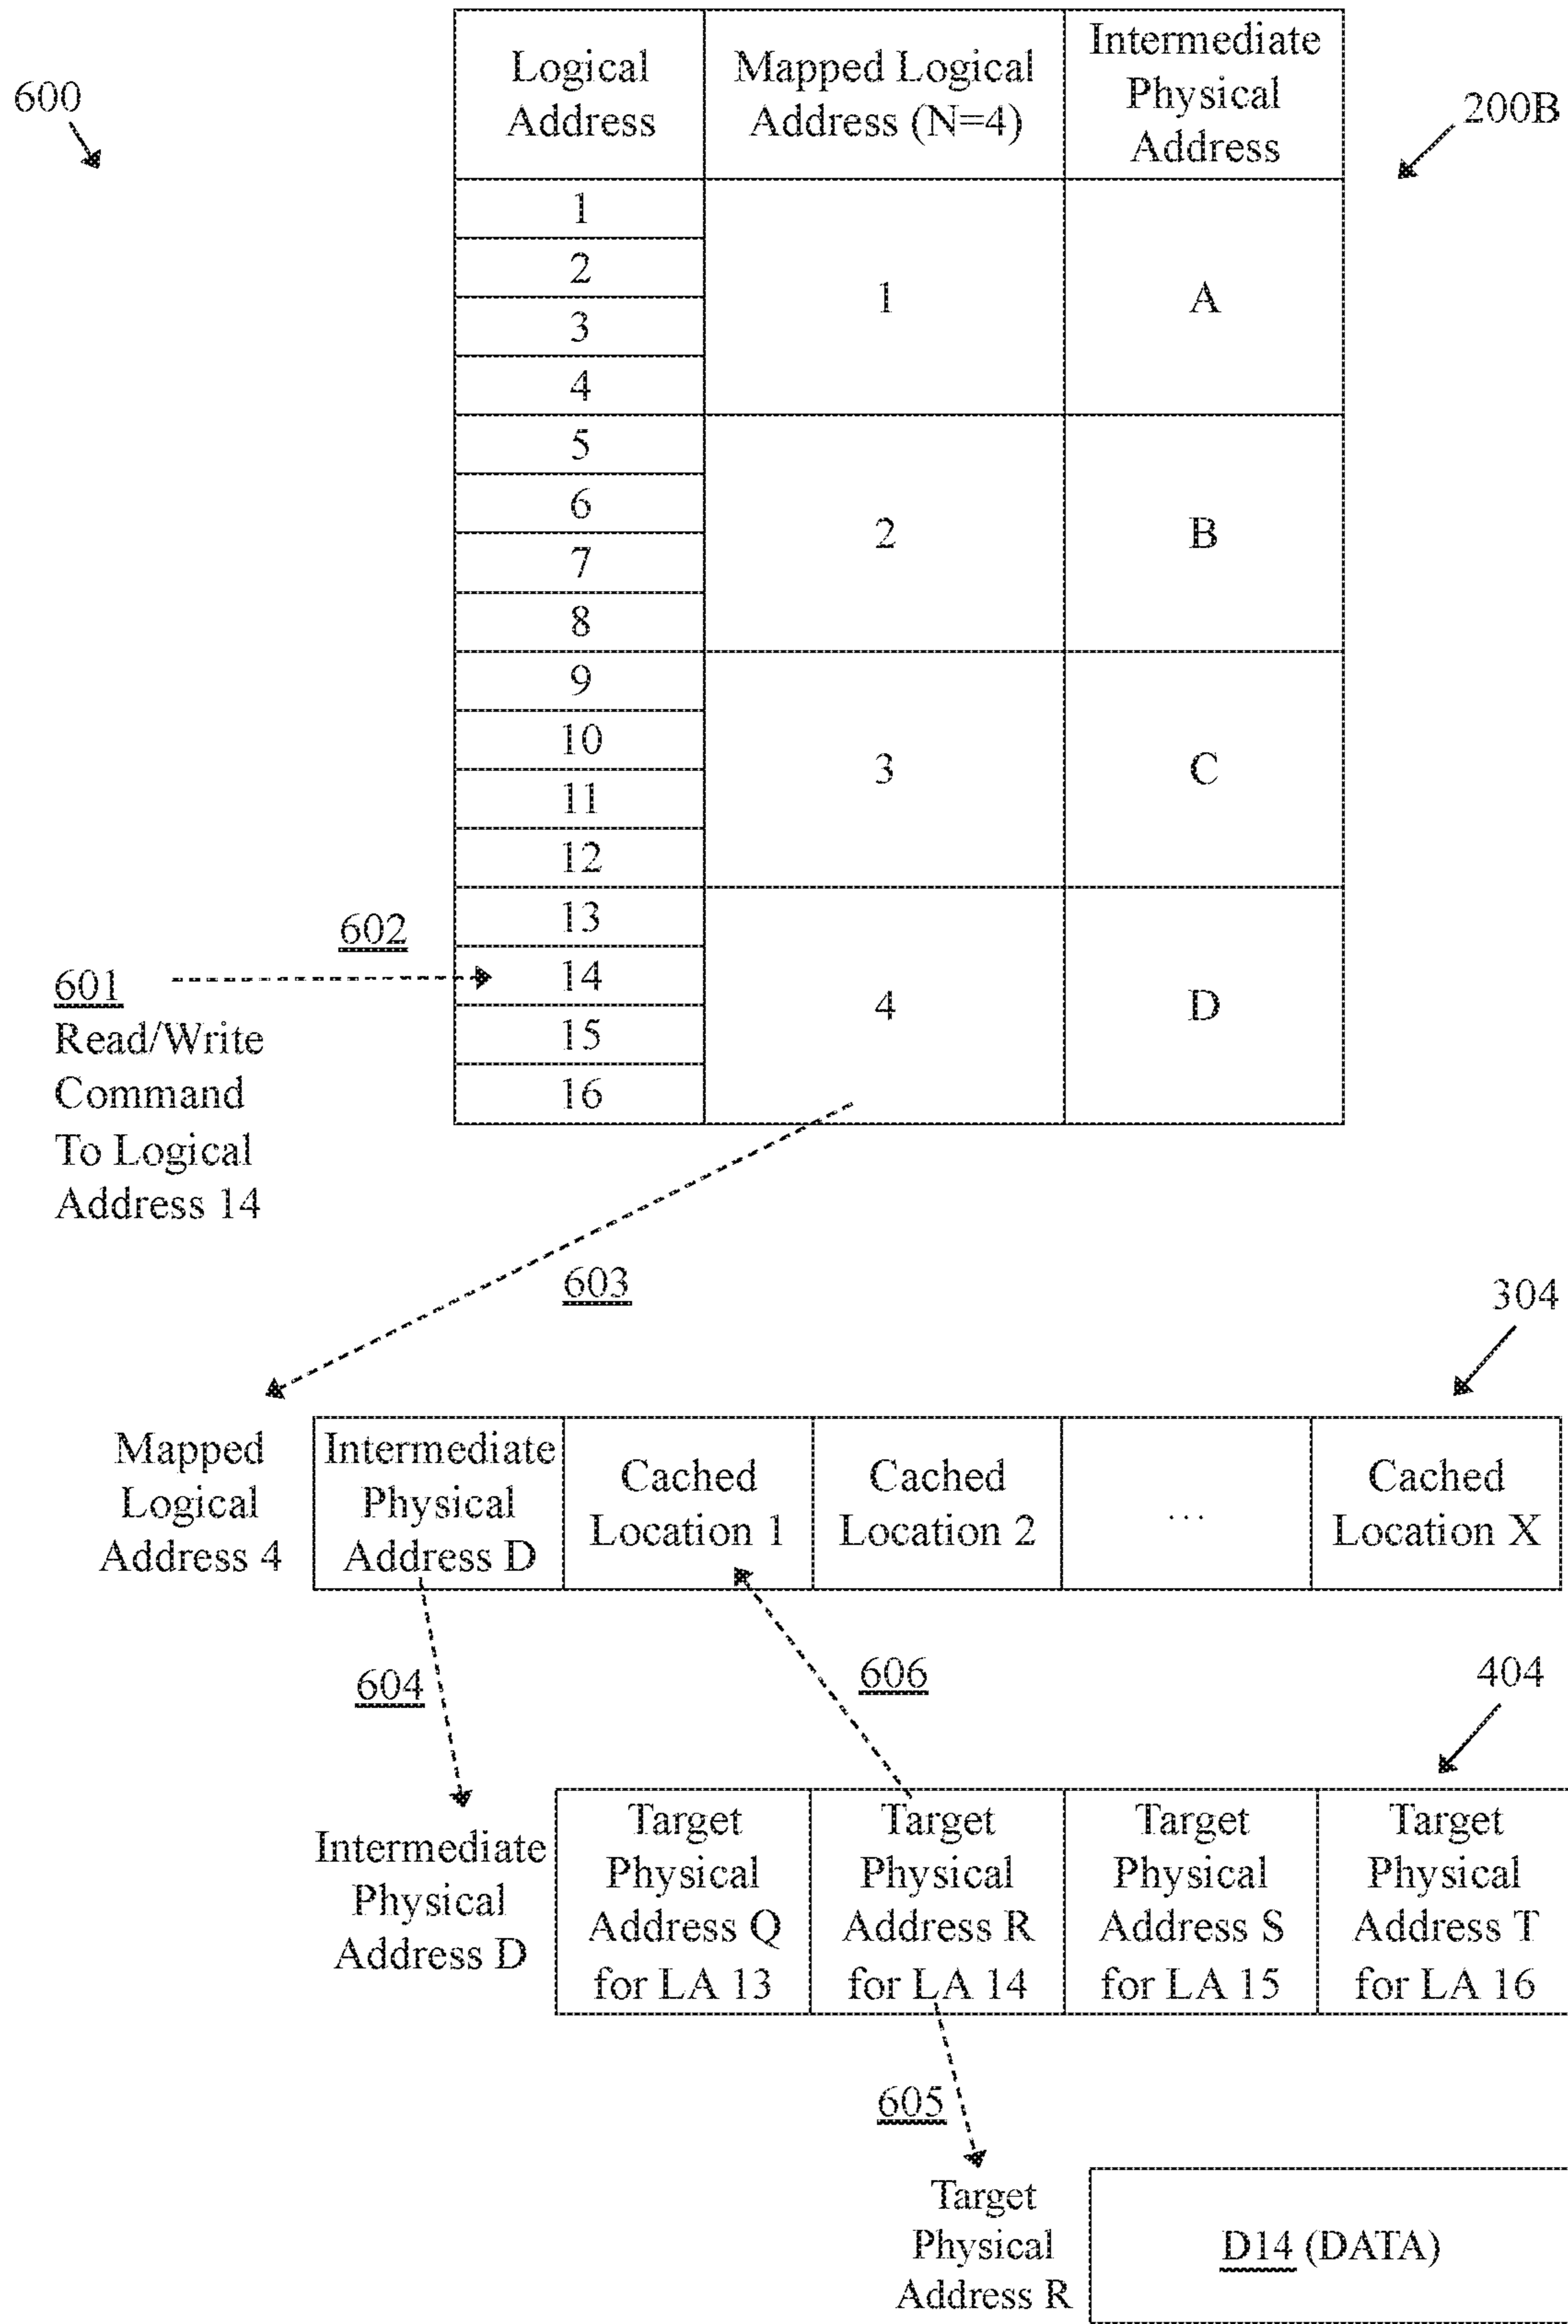 600
200B
Logical
Address
Mapped Logical
Address (N=4)
Intermediate
Physical
Address
1
2
3
4
1
A
5
6
7
8
2
B
9
10
11
12
3
C
13
14
15
16
4
D
602
601
Read/Write
Command
To Logical
Address 14
603
304
Mapped
Logical
Address 4
Intermediate
Physical
Address D
Cached
Location 1
Cached
Location 2
...
Cached
Location X
604
606
404
Intermediate
Physical
Address D
Target
Physical
Address Q
for LA 13
Target
Physical
Address R
for LA 14
Target
Physical
Address S
for LA 15
Target
Physical
Address T
for LA 16
605
Target
Physical
Address R
D14 (DATA)